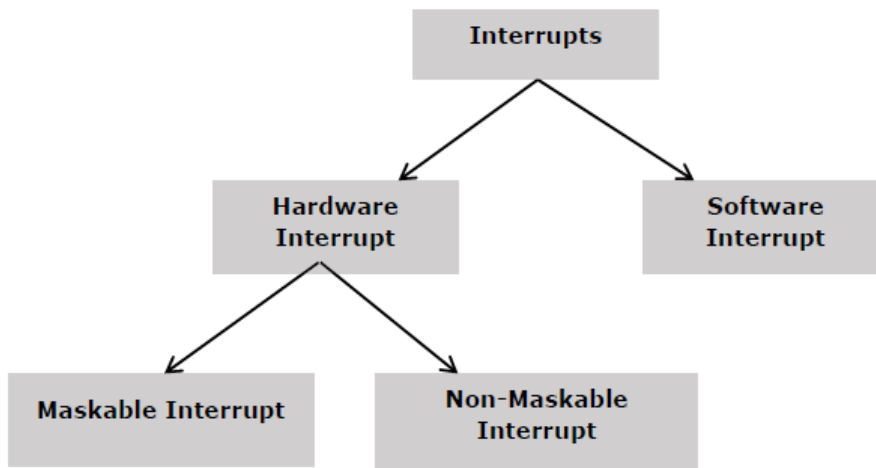 Interrupts
Hardware
Interrupt
Software
Interrupt
Maskable Interrupt
Non-Maskable
Interrupt